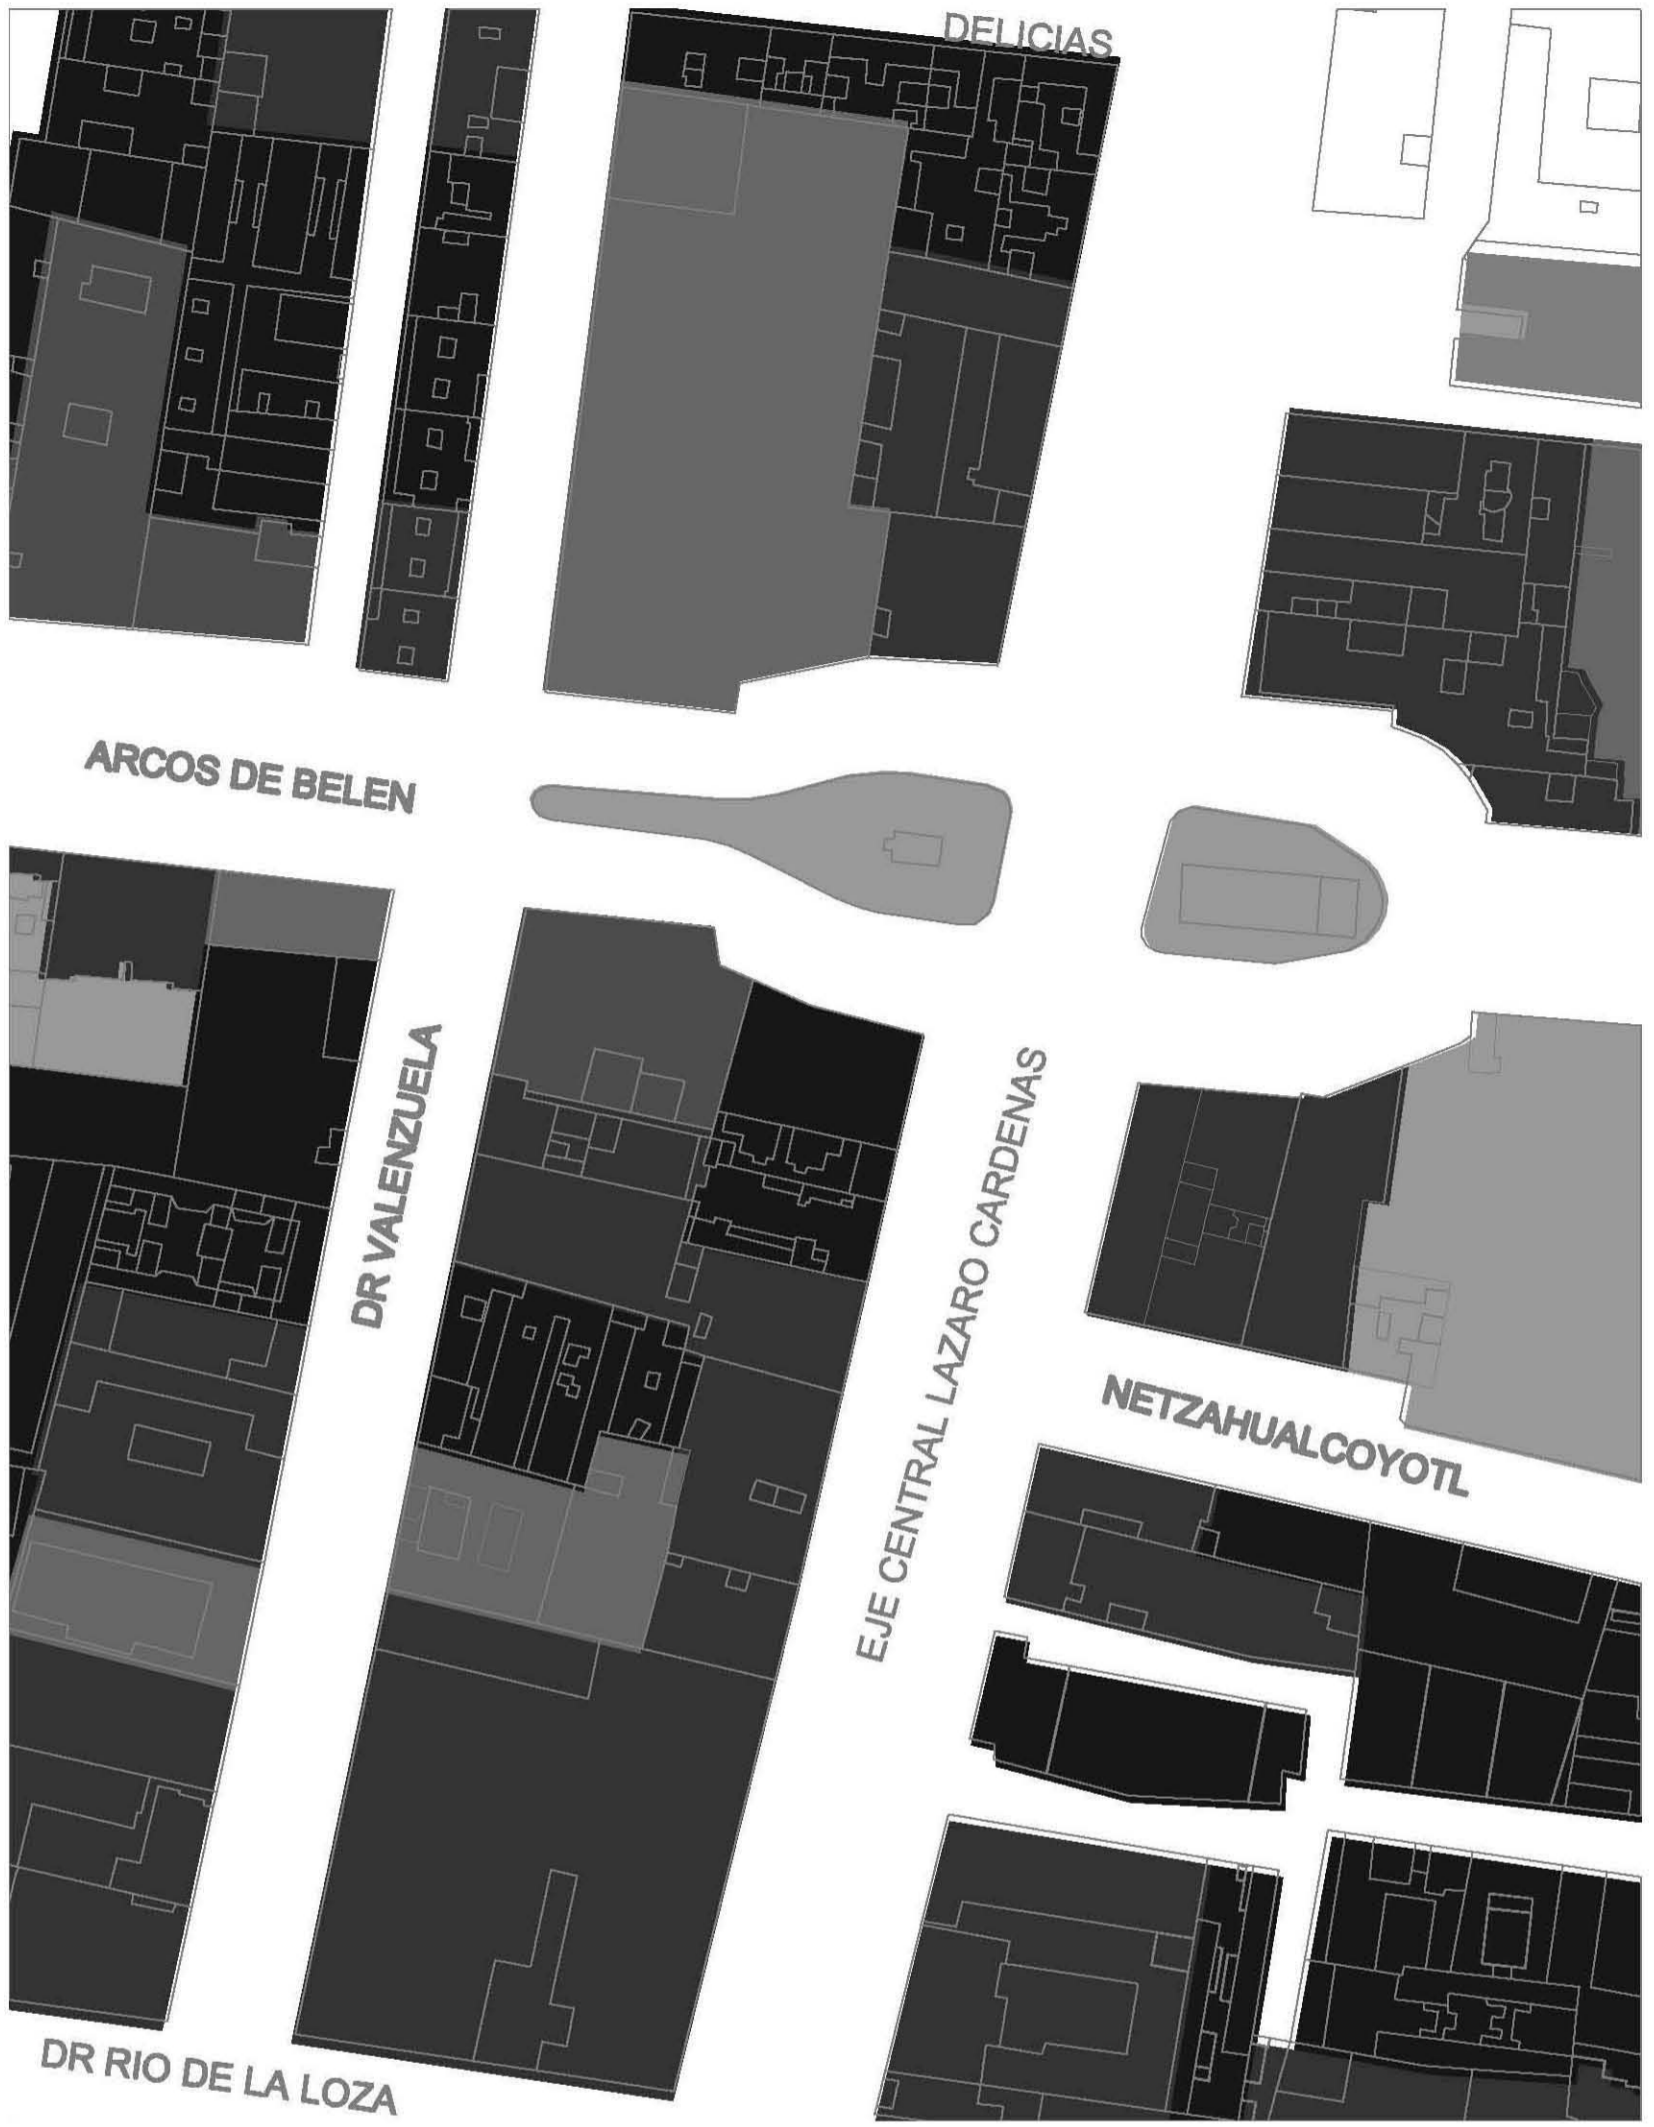 DELICIAS
ARCOS DE BELEN
DR VALENZUELA
EJE CENTRAL LAZARO CARDENAS
NETZAHUALCOYOTL
DR RIO DE LA LOZA